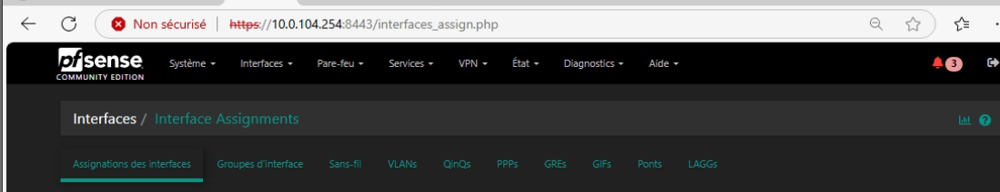 Non sécurisé https://10.0.104.254:8443/interfaces_assign.php
pfsense Système Interfaces Pare-feu Services VPN État Diagnostics Aide 3
COMMUNITY EDITION
Interfaces / Interface Assignments
Assignations des interfaces Groupes d'interface Sans-fil VLANs QinQs PPPs GREs GIFs Ponts LAGGs